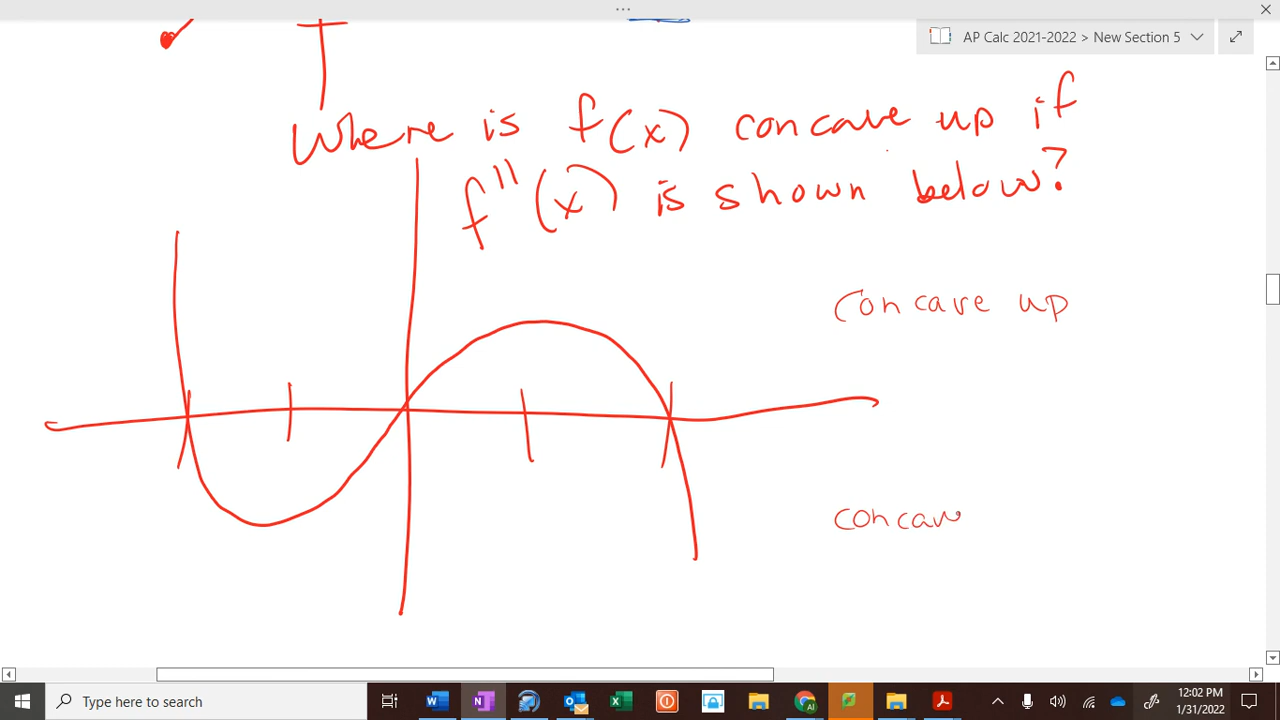 AP Calc 2021-2022 > New Section 5
Where is f(x) concave up if
f''(x) is shown below?
concave up
concave
Type here to search
12:02 PM
1/31/2022